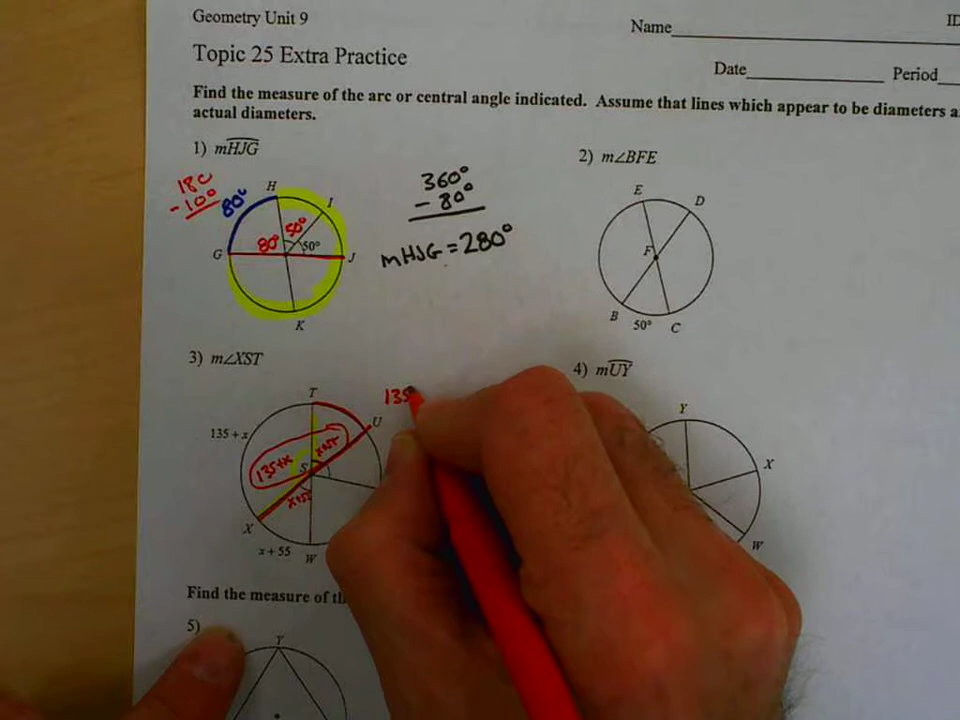 Geometry Unit 9
Name
Topic 25 Extra Practice
Date Period
Find the measure of the arc or central angle indicated. Assume that lines which appear to be diameters
actual diameters.
1) mHJG
180
- 100
80°
H
I
50°
80°
50°
G
J
K
360°
- 80°
mHJG = 280°
2) m∠BFE
E
D
F
B
50°
C
3) m∠XST
T
135 + x
U
135+x
x+55
S
x+55
X
x + 55
W
135
4) mUY
Y
X
W
Find the measure of
5)
Y